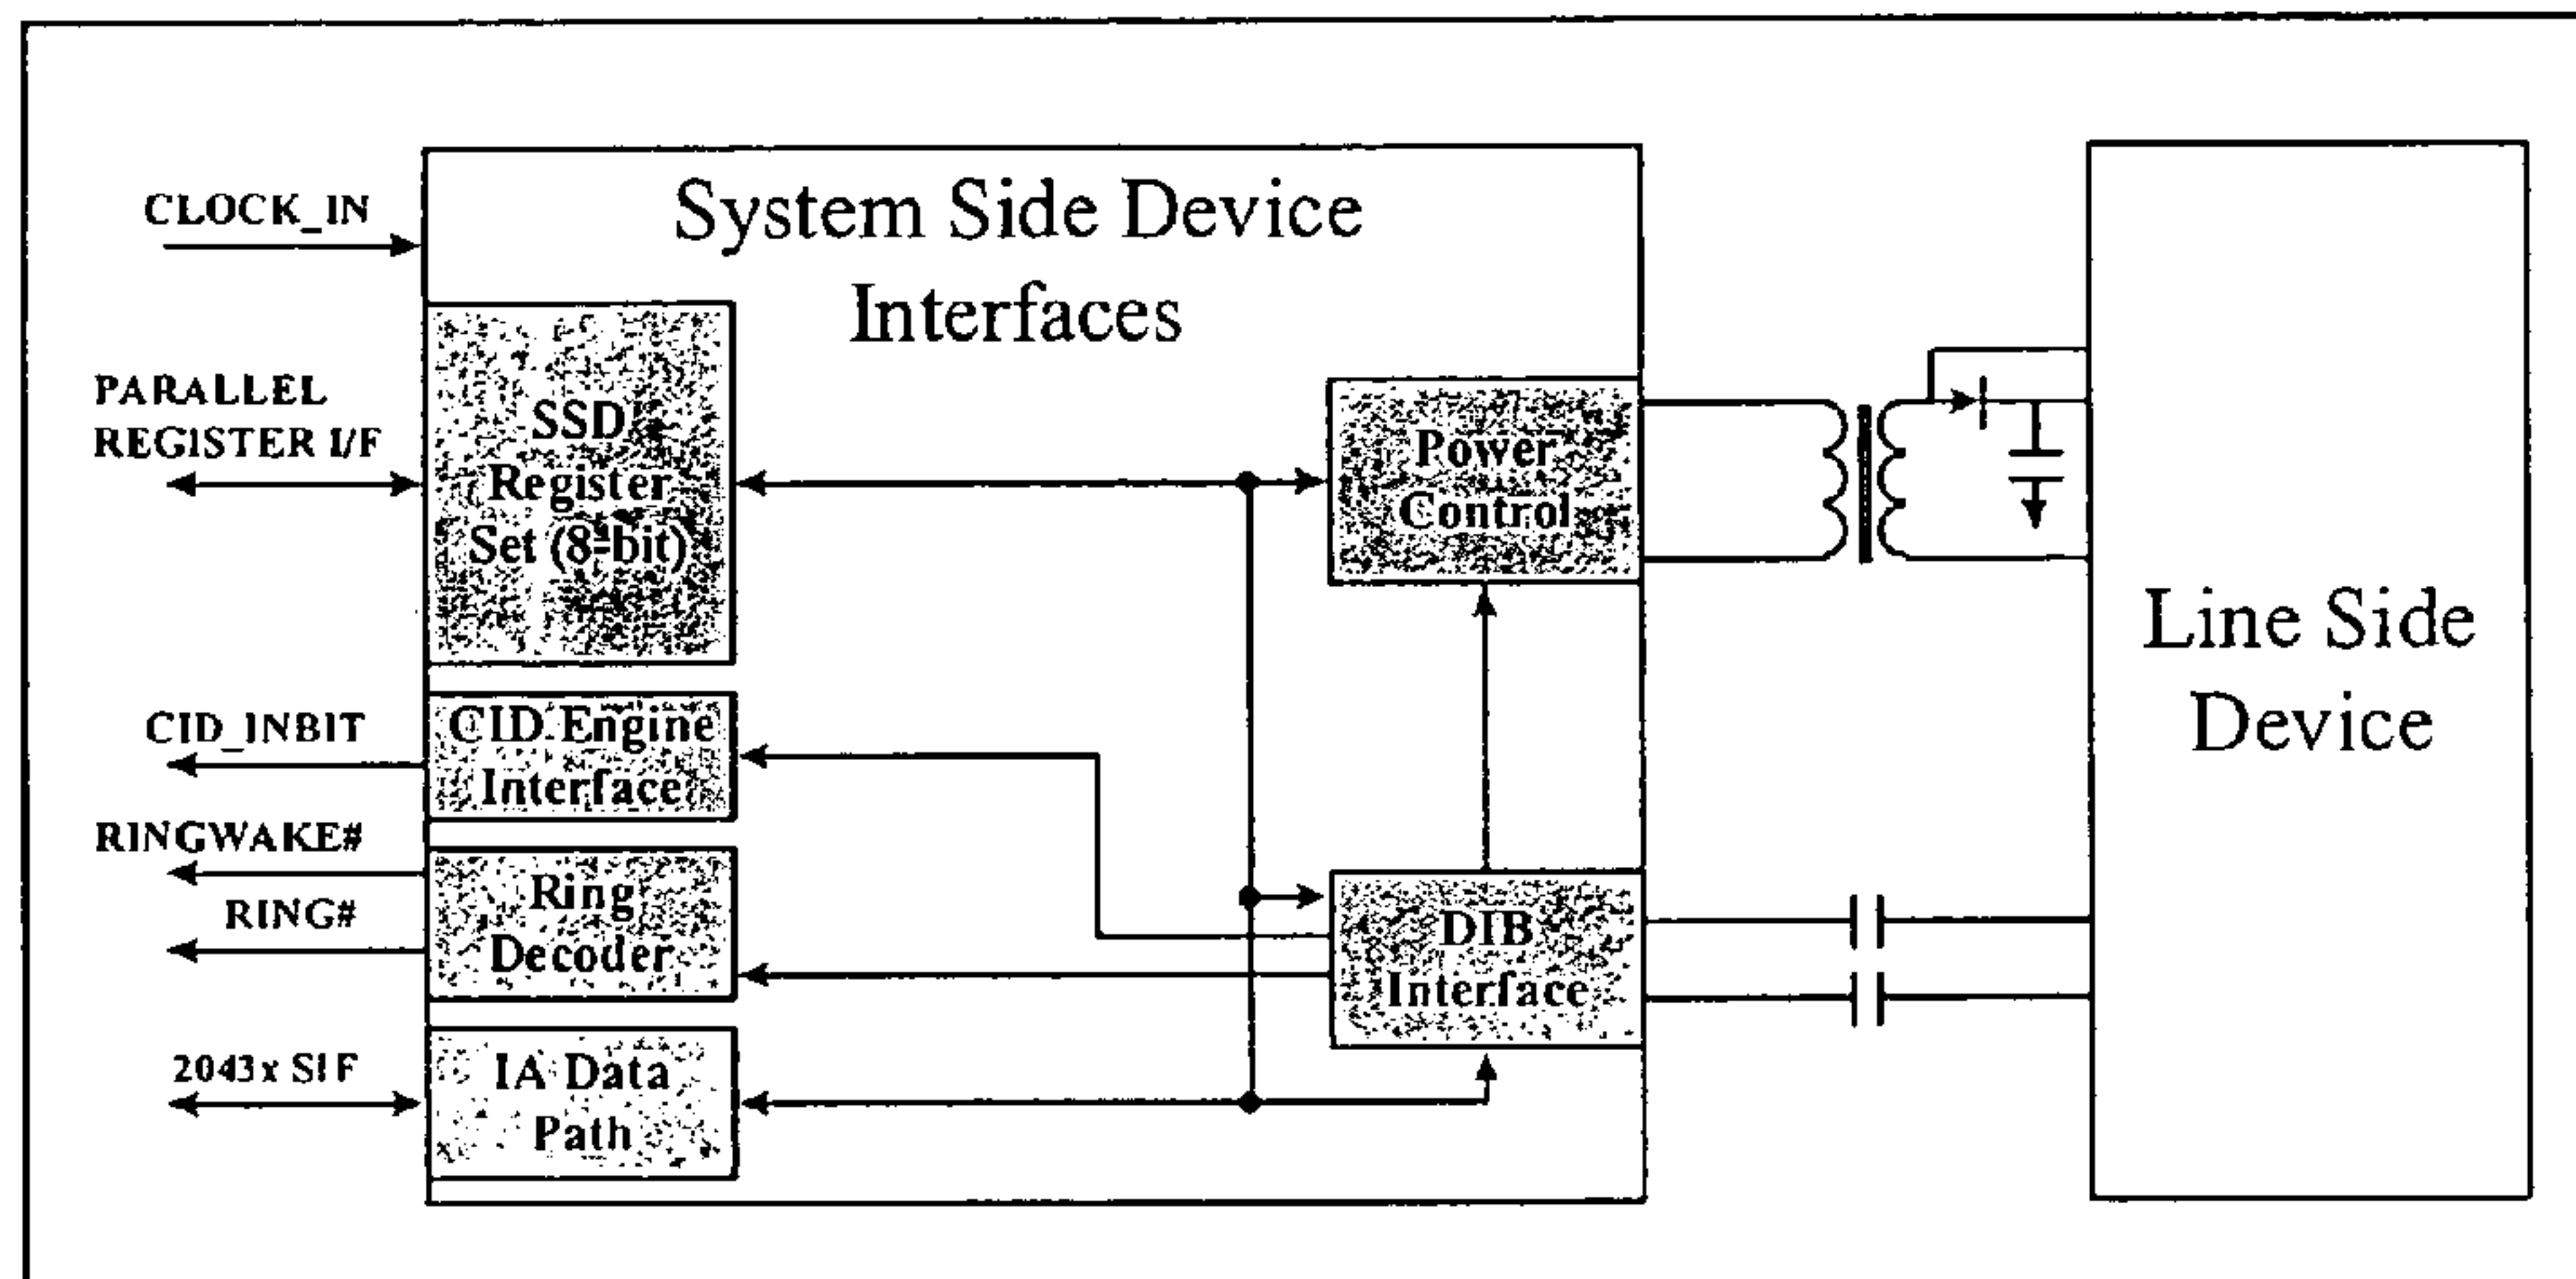 System Side Device
Interfaces
CLOCK_IN
PARALLEL
REGISTER I/F
SSD
Register
Set (8-bit)
Power
Control
Line Side
Device
CID_INBIT
CID Engine
Interface
RINGWAKE#
RING#
Ring
Decoder
DIB
Interface
2043x SIF
IA Data
Path